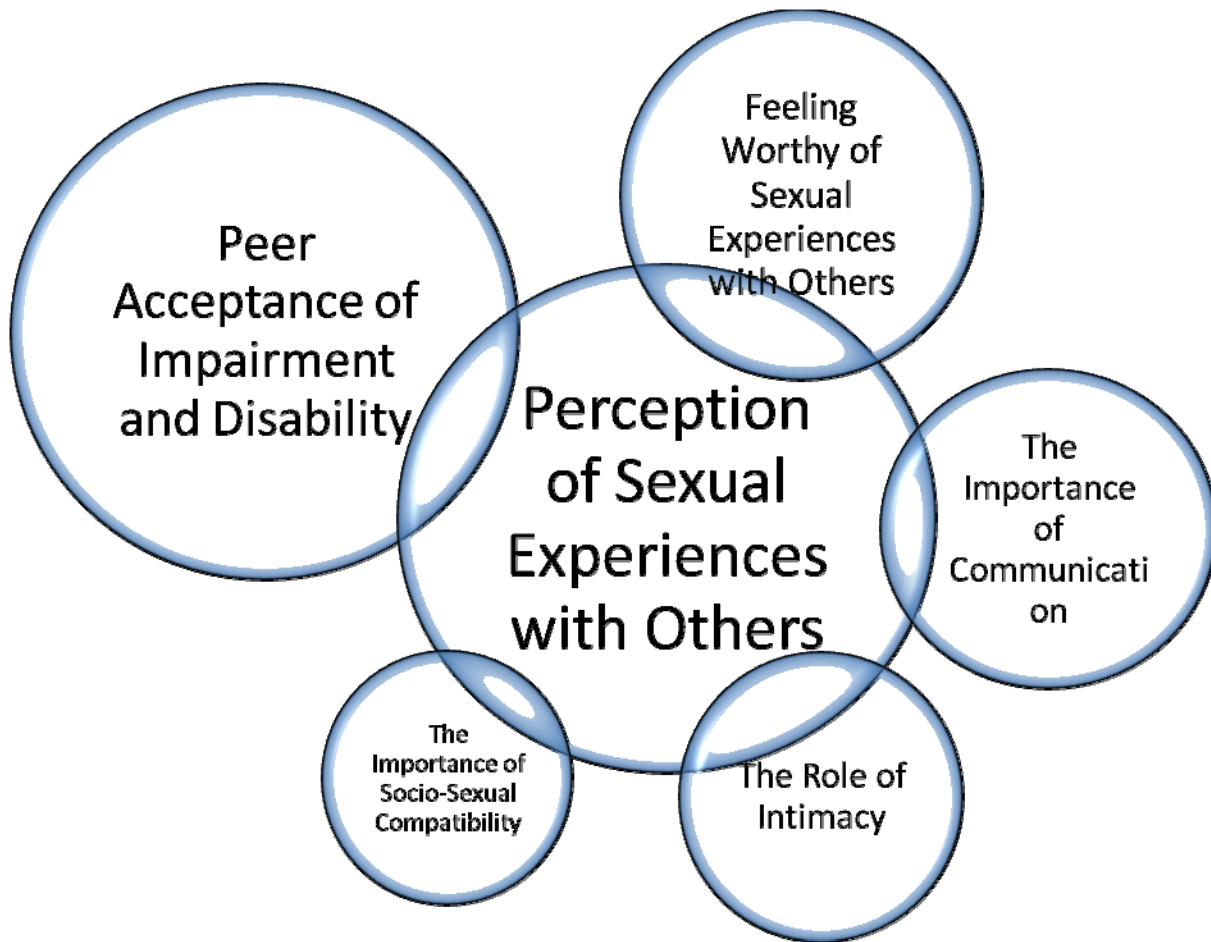 Feeling
Worthy of
Sexual
Experiences
with Others
Peer
Acceptance of
Impairment
and Disability
Perception
of Sexual
Experiences
with Others
The
Importance
of
Communicati
on
The
Importance of
Socio-Sexual
Compatibility
The Role of
Intimacy